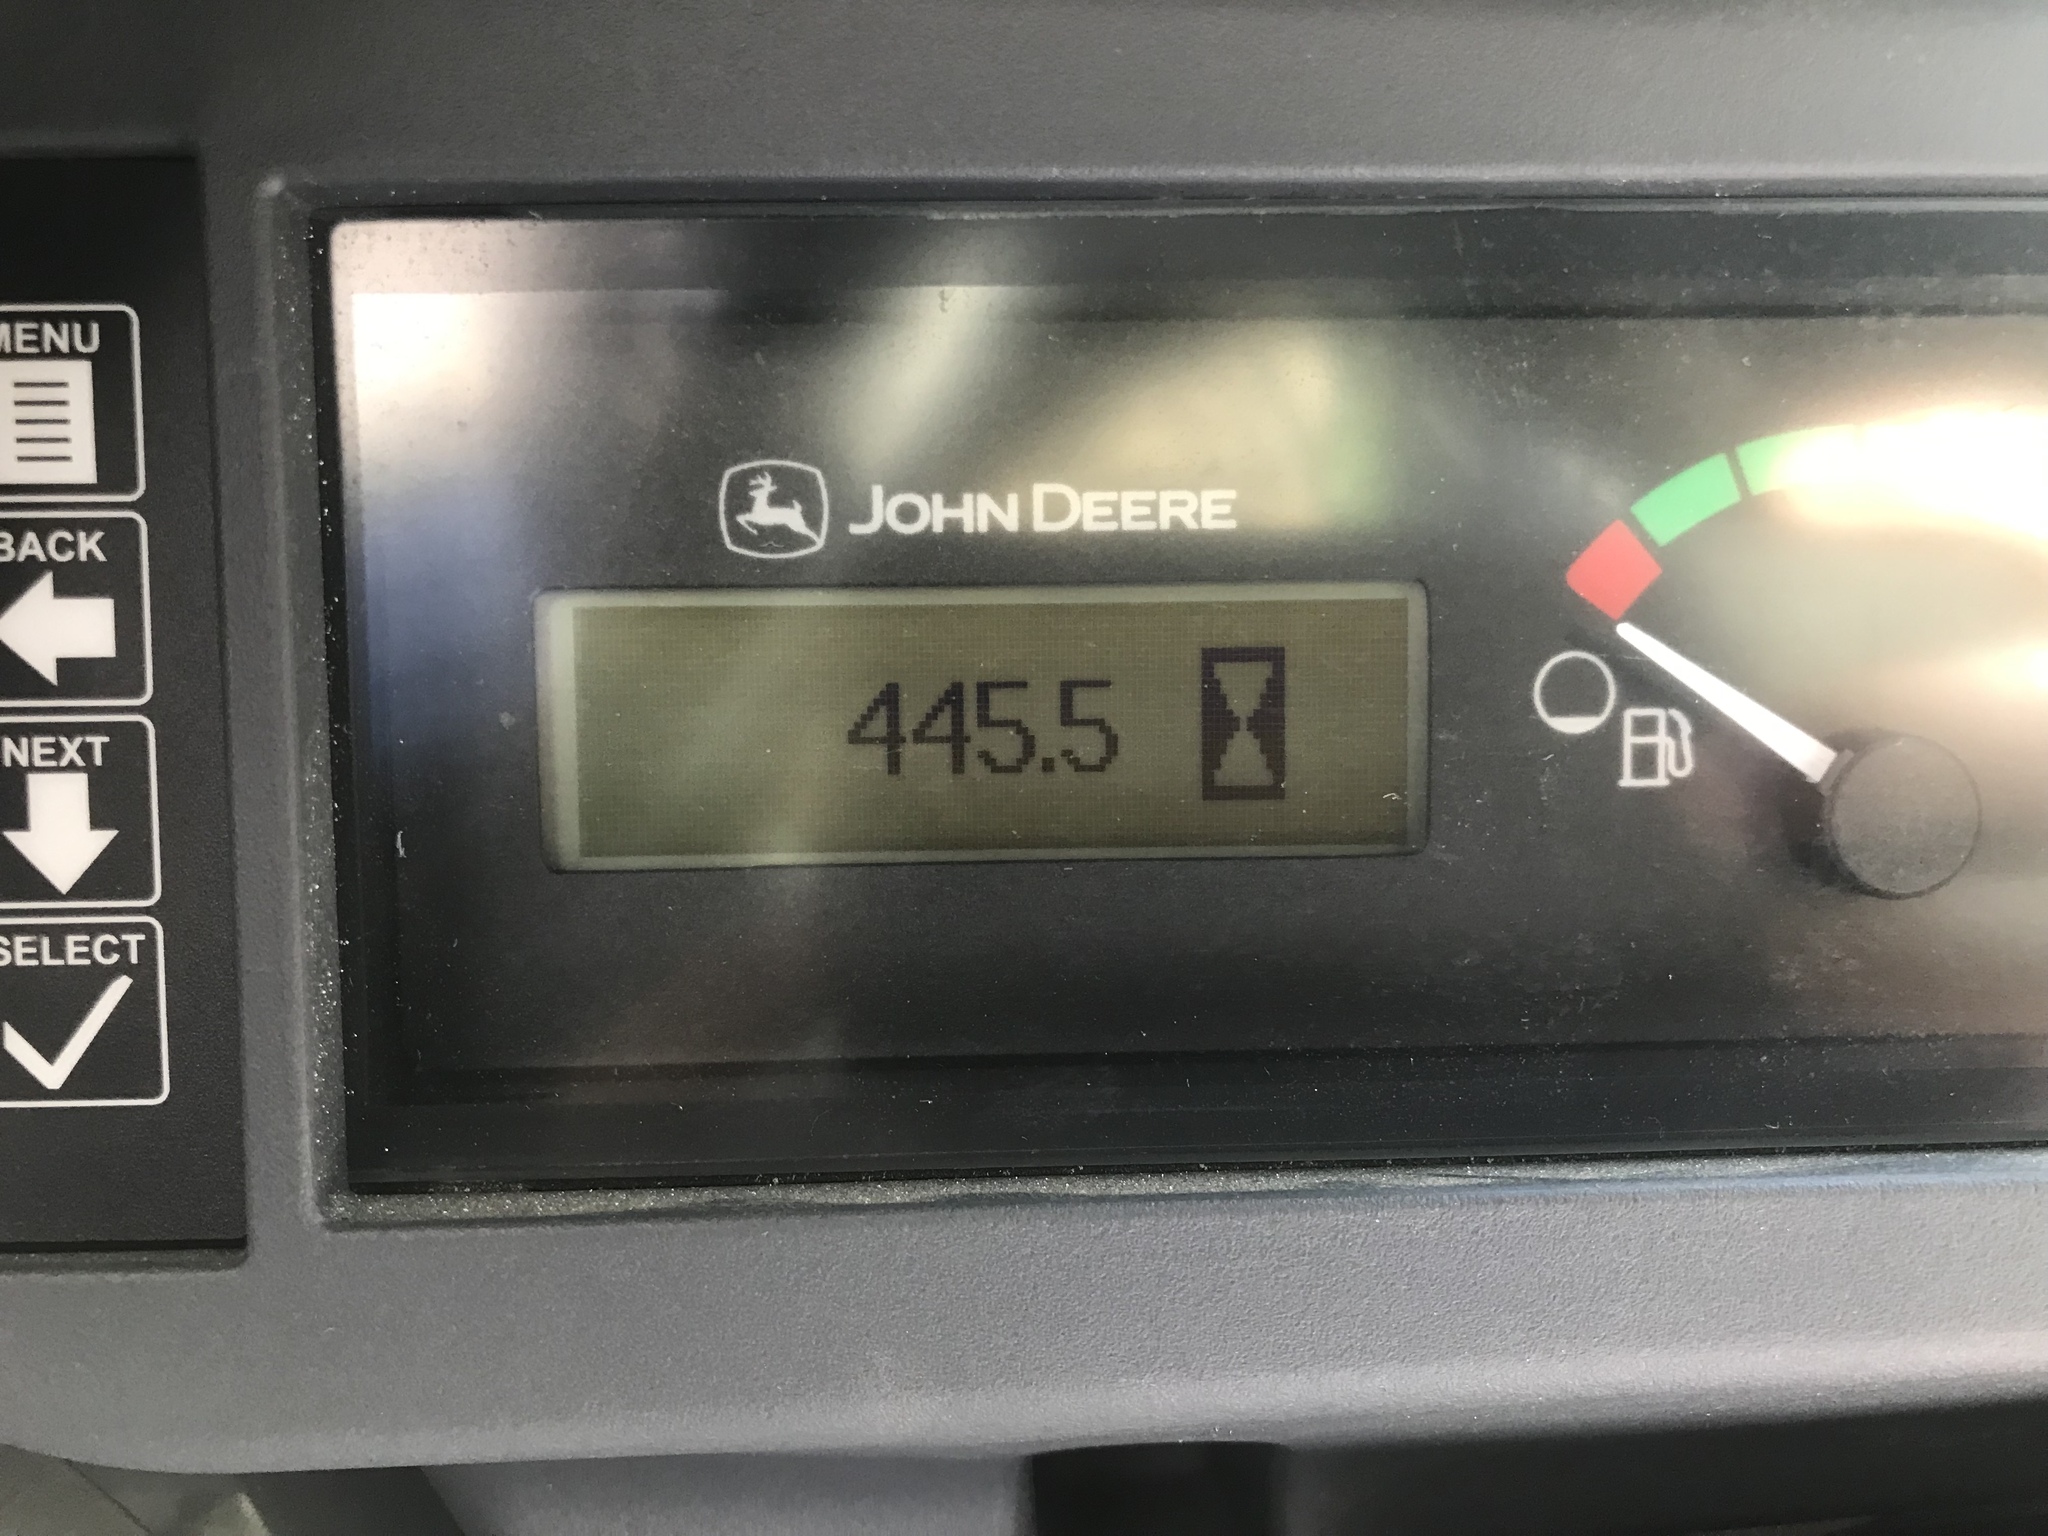 MENU
BACK
NEXT
SELECT
JOHN DEERE
445.5